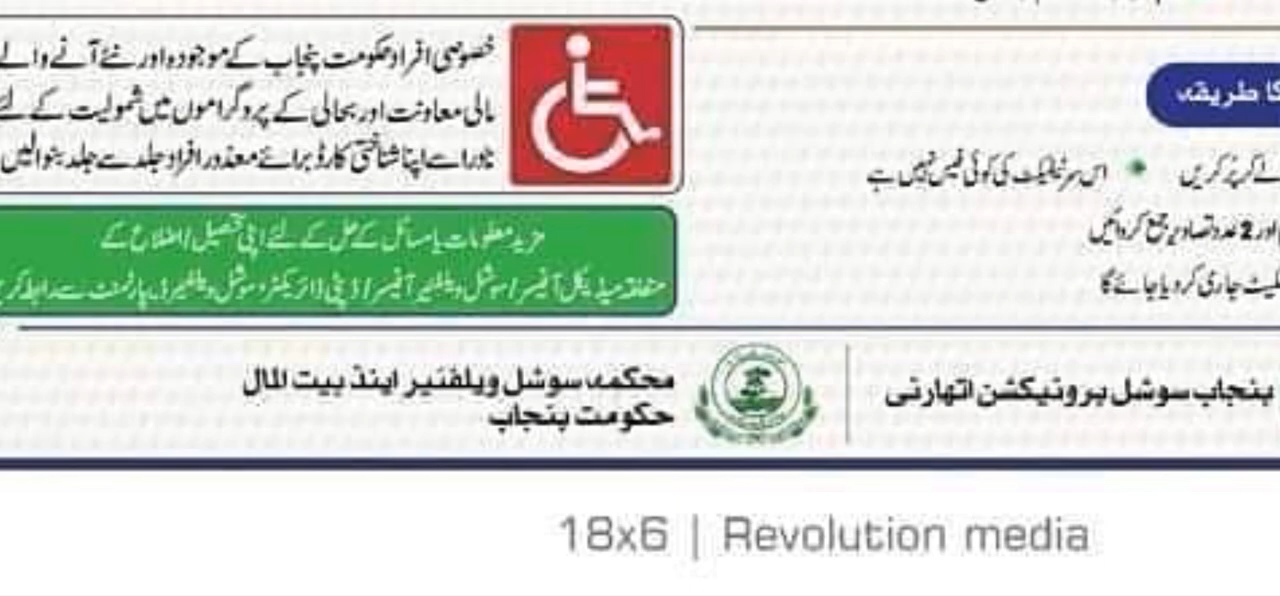 کا طریقہ
اس سرٹیفکیٹ کی کوئی فیس نہیں ہے
اور 2 عدد تصاویر جمع کروائیں
جاری کر دیا جائے گا
خصوصی افراد حکومت پنجاب کے موجودہ اور نئے آنے والے
مالی معاونت اور بحالی کے پروگراموں میں شمولیت کے لئے
نادرا سے اپنا شناختی کارڈ برائے معذور افراد جلد سے جلد بنوالیں
مزید معلومات یا مسائل کے حل کے لئے اپنی تحصیل / اضلاع کے
متعلقہ میڈیکل آفیسر / سوشل ویلفیئر آفیسر / ڈپٹی ڈائریکٹر، سوشل ویلفیئر ڈیپارٹمنٹ سے رابطہ کریں
پنجاب سوشل پروٹیکشن اتھارٹی
محکمہ سوشل ویلفئیر اینڈ بیت المال
حکومت پنجاب
18x6 | Revolution media